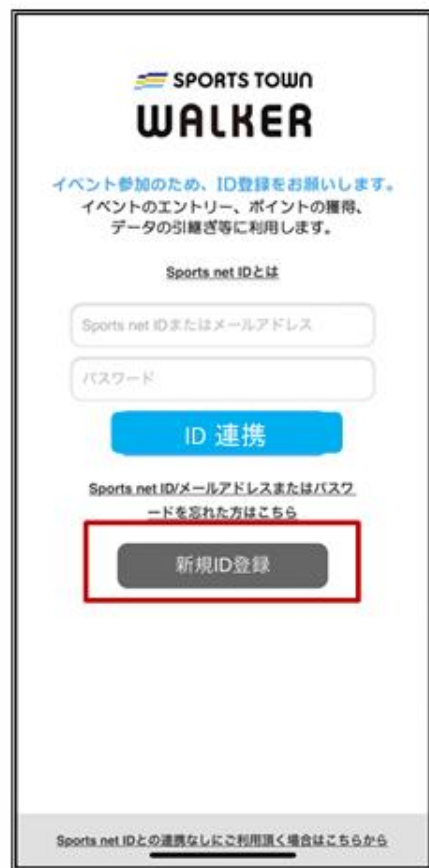 SPORTS TOWN
WALKER
イベント参加のため、ID登録をお願いします。
イベントのエントリー、ポイントの獲得、
データの引継ぎ等に利用します。
Sports net IDとは
Sports net IDまたはメールアドレス
パスワード
ID 連携
Sports net ID/メールアドレスまたはパスワ
ードを忘れた方はこちら
新規ID登録
Sports net IDとの連携なしにご利用頂く場合はこちらから